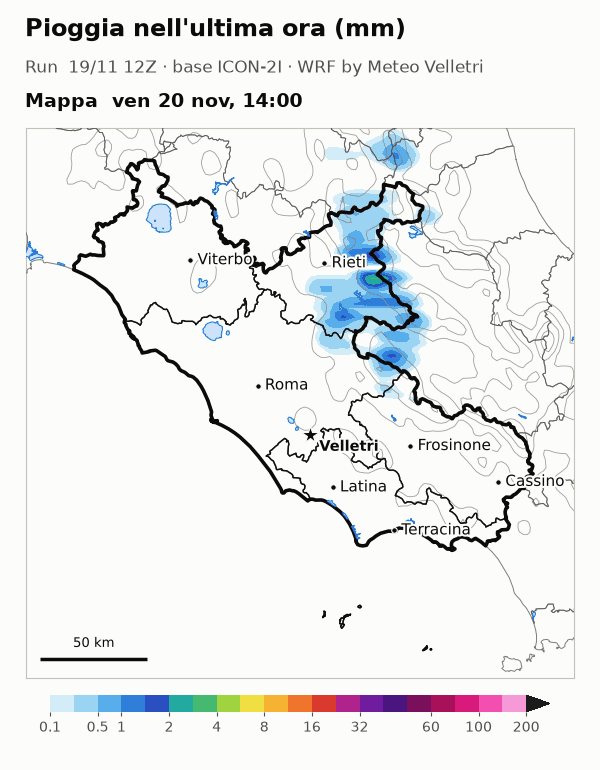 Pioggia nell'ultima ora (mm)
Run  19/11 12Z · base ICON-2I · WRF by Meteo Velletri
Mappa  ven 20 nov, 14:00
Viterbo
Rieti
Roma
Velletri
Frosinone
Latina
Cassino
Terracina
50 km
0.1 0.5 1 2 4 8 16 32 60 100 200